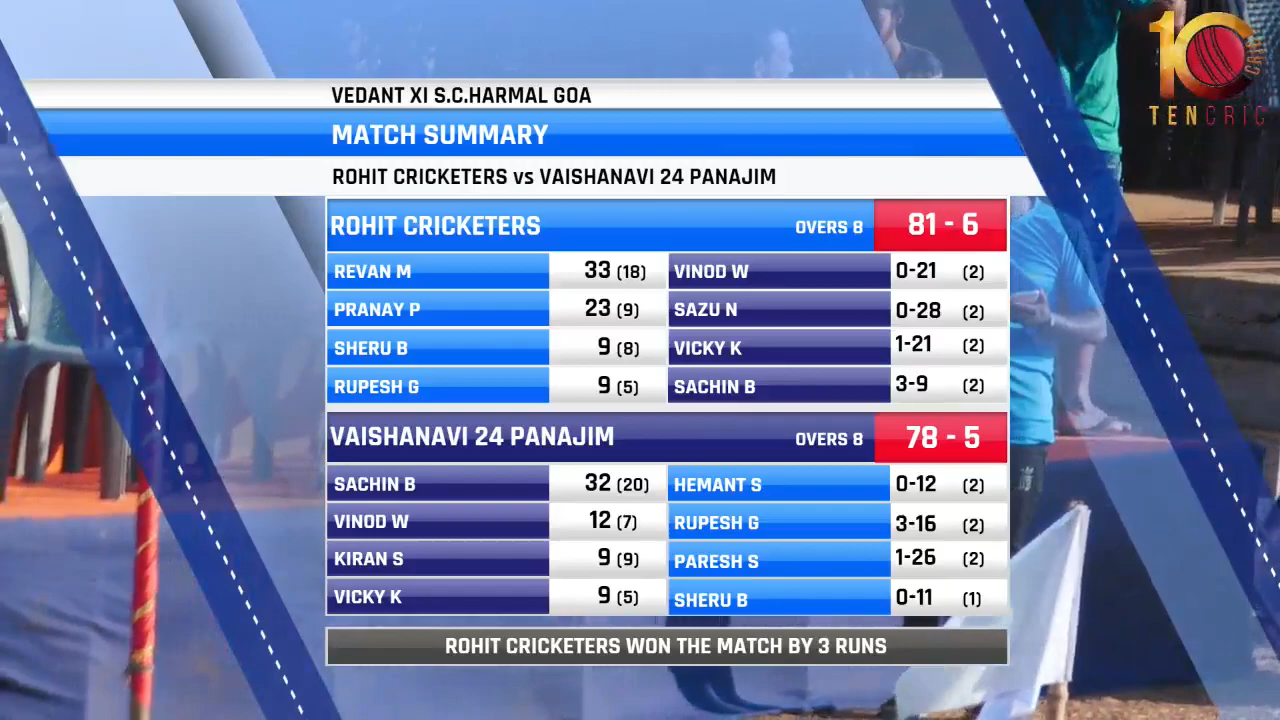 VEDANT XI S.C.HARMAL GOA
MATCH SUMMARY
ROHIT CRICKETERS vs VAISHANAVI 24 PANAJIM
ROHIT CRICKETERS OVERS 8 81 - 6
REVAN M 33 (18) VINOD W 0-21 (2)
PRANAY P 23 (9) SAZU N 0-28 (2)
SHERU B 9 (8) VICKY K 1-21 (2)
RUPESH G 9 (5) SACHIN B 3-9 (2)
VAISHANAVI 24 PANAJIM OVERS 8 78 - 5
SACHIN B 32 (20) HEMANT S 0-12 (2)
VINOD W 12 (7) RUPESH G 3-16 (2)
KIRAN S 9 (9) PARESH S 1-26 (2)
VICKY K 9 (5) SHERU B 0-11 (1)
ROHIT CRICKETERS WON THE MATCH BY 3 RUNS
10 CRIC
TENCRIC